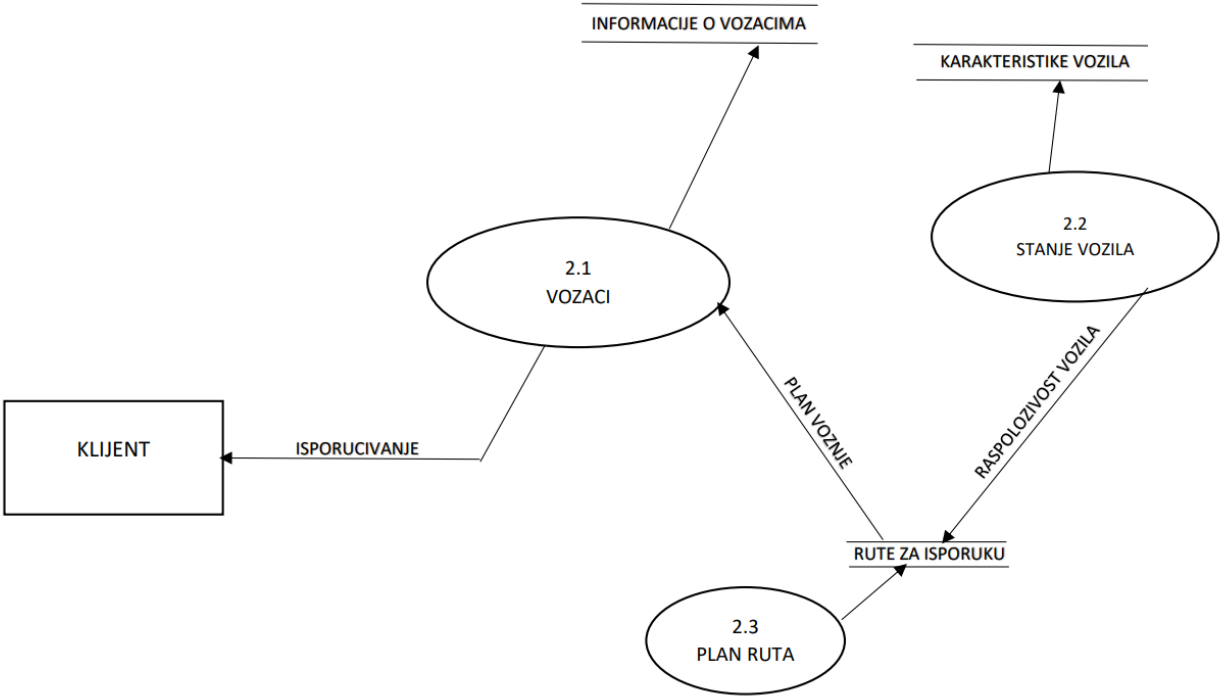 INFORMACIJE O VOZACIMA
KARAKTERISTIKE VOZILA
2.2
STANJE VOZILA
2.1
VOZACI
RASPOLOZIVOST VOZILA
PLAN VOZNJE
KLIJENT
ISPORUCIVANJE
RUTE ZA ISPORUKU
2.3
PLAN RUTA